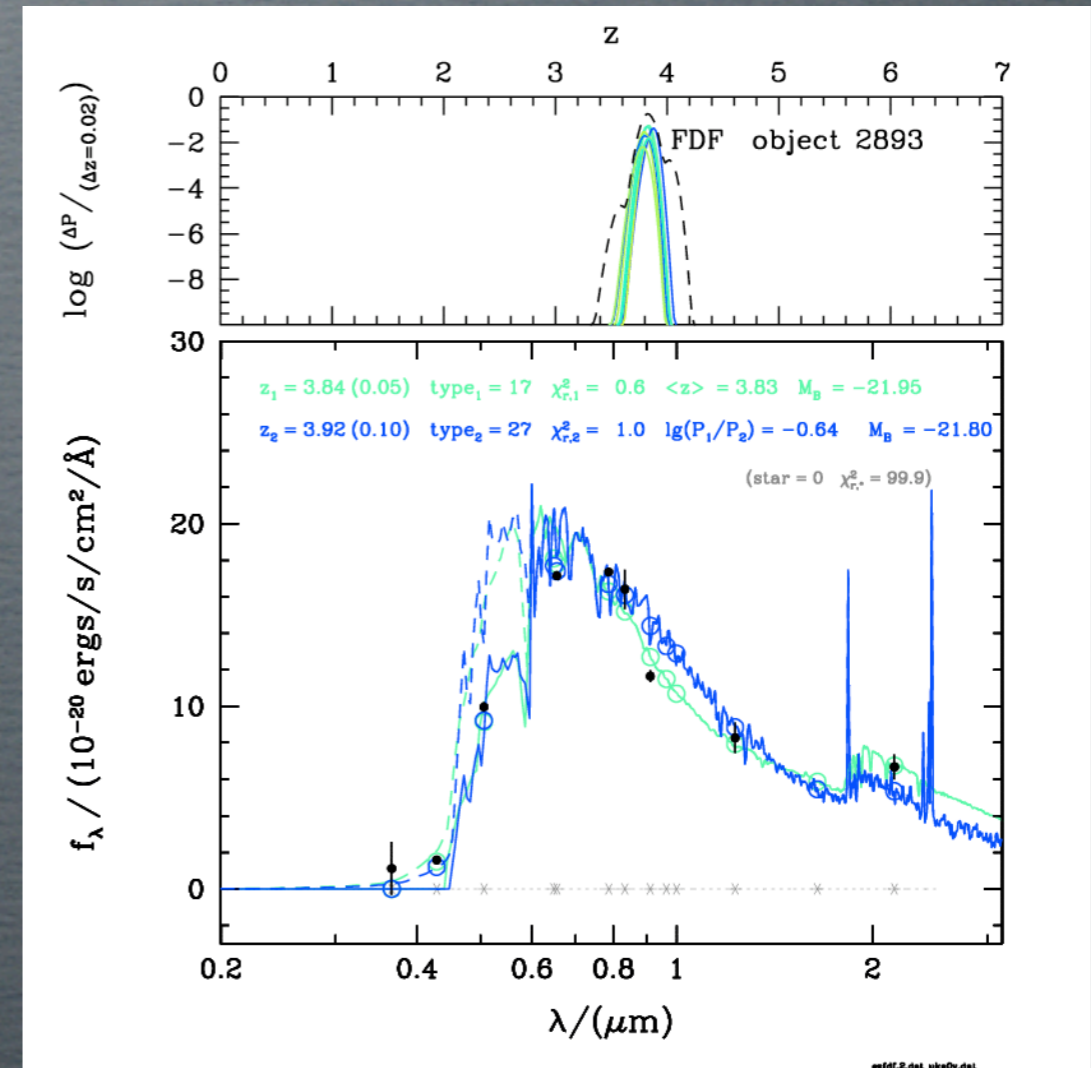 z
0 1 2 3 4 5 6 7
log (ΔP/(Δz=0.02))
0
−2
−4
−6
−8
FDF object 2893
30
20
10
0
z₁ = 3.84 (0.05) type₁ = 17 χ²r,1 = 0.6 <z> = 3.83 M_B = −21.95
z₂ = 3.92 (0.10) type₂ = 27 χ²r,2 = 1.0 lg(P₁/P₂) = −0.64 M_B = −21.80
(star = 0 χ²r,* = 99.9)
fλ / (10⁻²⁰ ergs/s/cm²/Å)
0.2 0.4 0.6 0.8 1 2
λ/(μm)